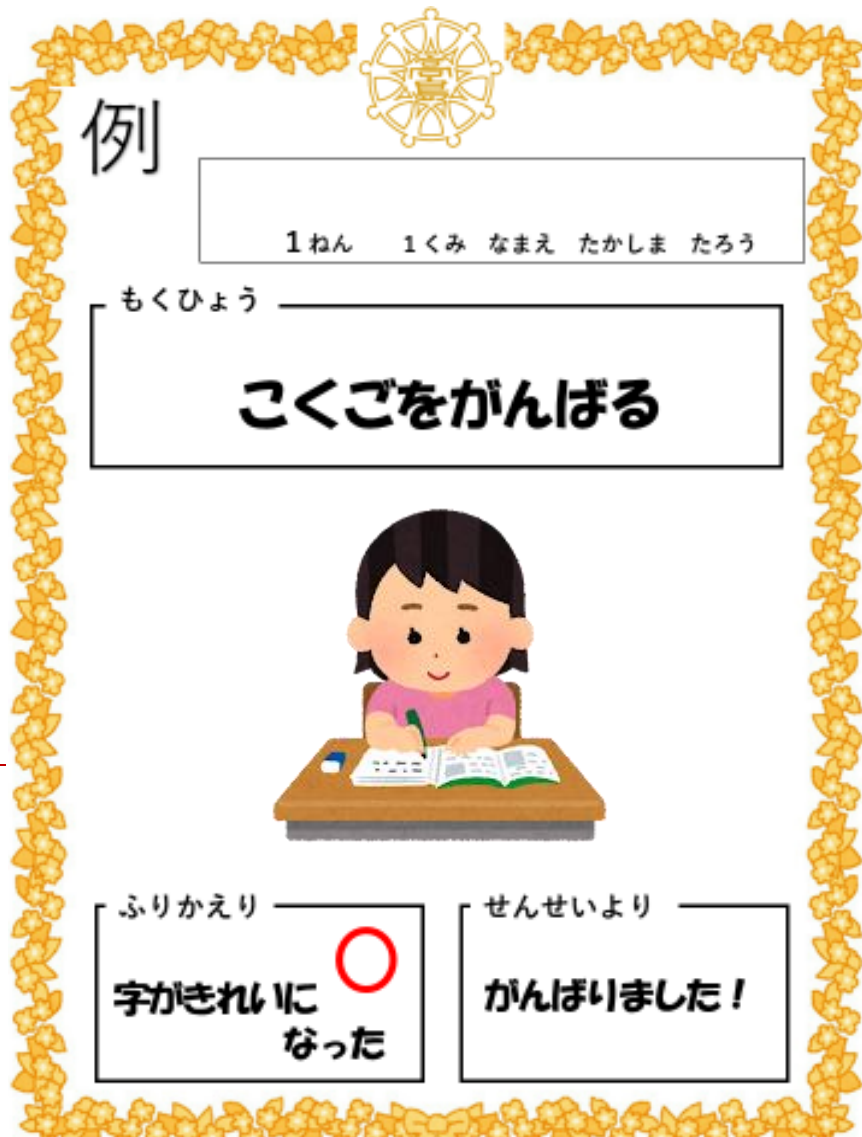 例
1ねん 1くみ なまえ たかしま たろう
もくひょう
こくごをがんばる
ふりかえり
字がきれいに
なった
せんせいより
がんばりました！